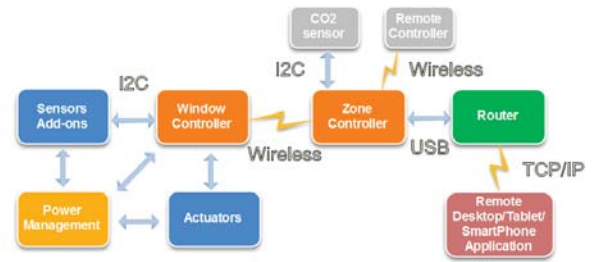 CO2
sensor
Remote
Controller
I2C
I2C
Wireless
Sensors
Add-ons
Window
Controller
Zone
Controller
Router
Wireless
USB
TCP/IP
Power
Management
Actuators
Remote
Desktop/Tablet/
SmartPhone
Application